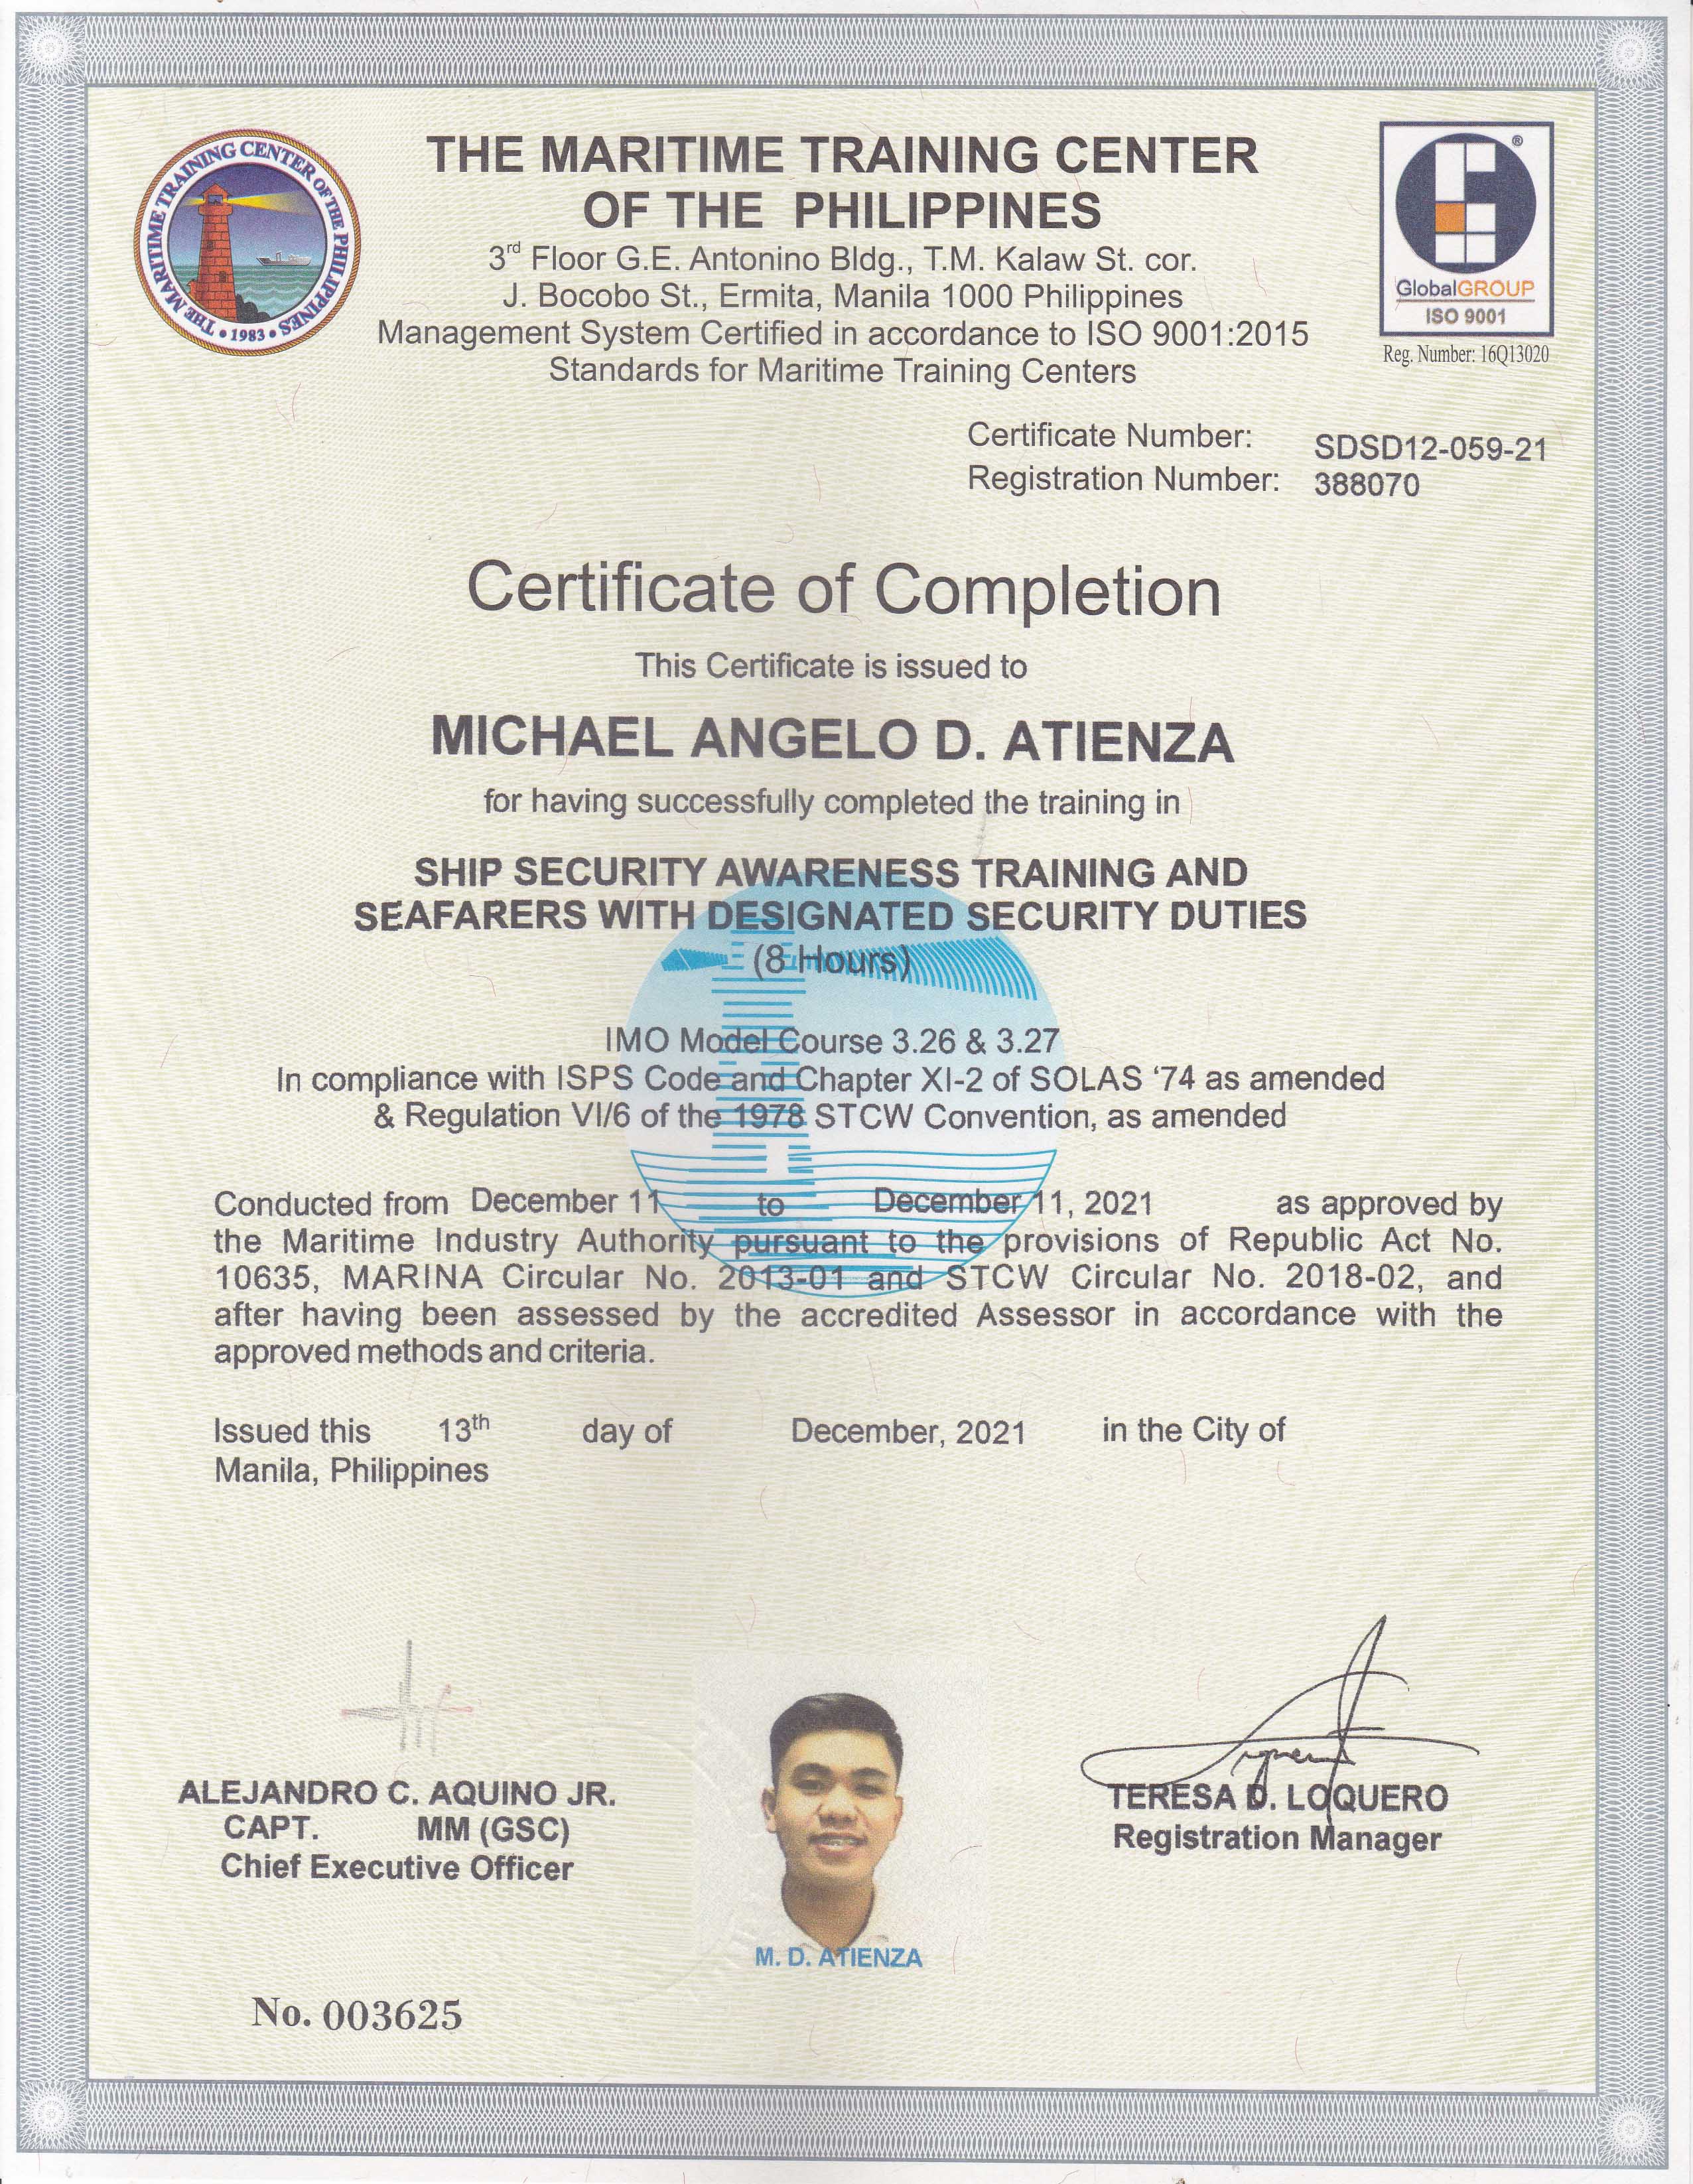 THE MARITIME TRAINING CENTER OF THE PHILIPPINES
• 1983 •
THE MARITIME TRAINING CENTER
OF THE PHILIPPINES
3rd Floor G.E. Antonino Bldg., T.M. Kalaw St. cor.
J. Bocobo St., Ermita, Manila 1000 Philippines
Management System Certified in accordance to ISO 9001:2015
Standards for Maritime Training Centers
®
GlobalGROUP
ISO 9001
Reg. Number: 16Q13020
Certificate Number: SDSD12-059-21
Registration Number: 388070
Certificate of Completion
This Certificate is issued to
MICHAEL ANGELO D. ATIENZA
for having successfully completed the training in
SHIP SECURITY AWARENESS TRAINING AND
SEAFARERS WITH DESIGNATED SECURITY DUTIES
(8 Hours)
IMO Model Course 3.26 & 3.27
In compliance with ISPS Code and Chapter XI-2 of SOLAS ‘74 as amended
& Regulation VI/6 of the 1978 STCW Convention, as amended
Conducted from December 11 to December 11, 2021 as approved by
the Maritime Industry Authority pursuant to the provisions of Republic Act No.
10635, MARINA Circular No. 2013-01 and STCW Circular No. 2018-02, and
after having been assessed by the accredited Assessor in accordance with the
approved methods and criteria.
Issued this 13th day of December, 2021 in the City of
Manila, Philippines
ALEJANDRO C. AQUINO JR.
CAPT. MM (GSC)
Chief Executive Officer
M. D. ATIENZA
TERESA D. LOQUERO
Registration Manager
No. 003625